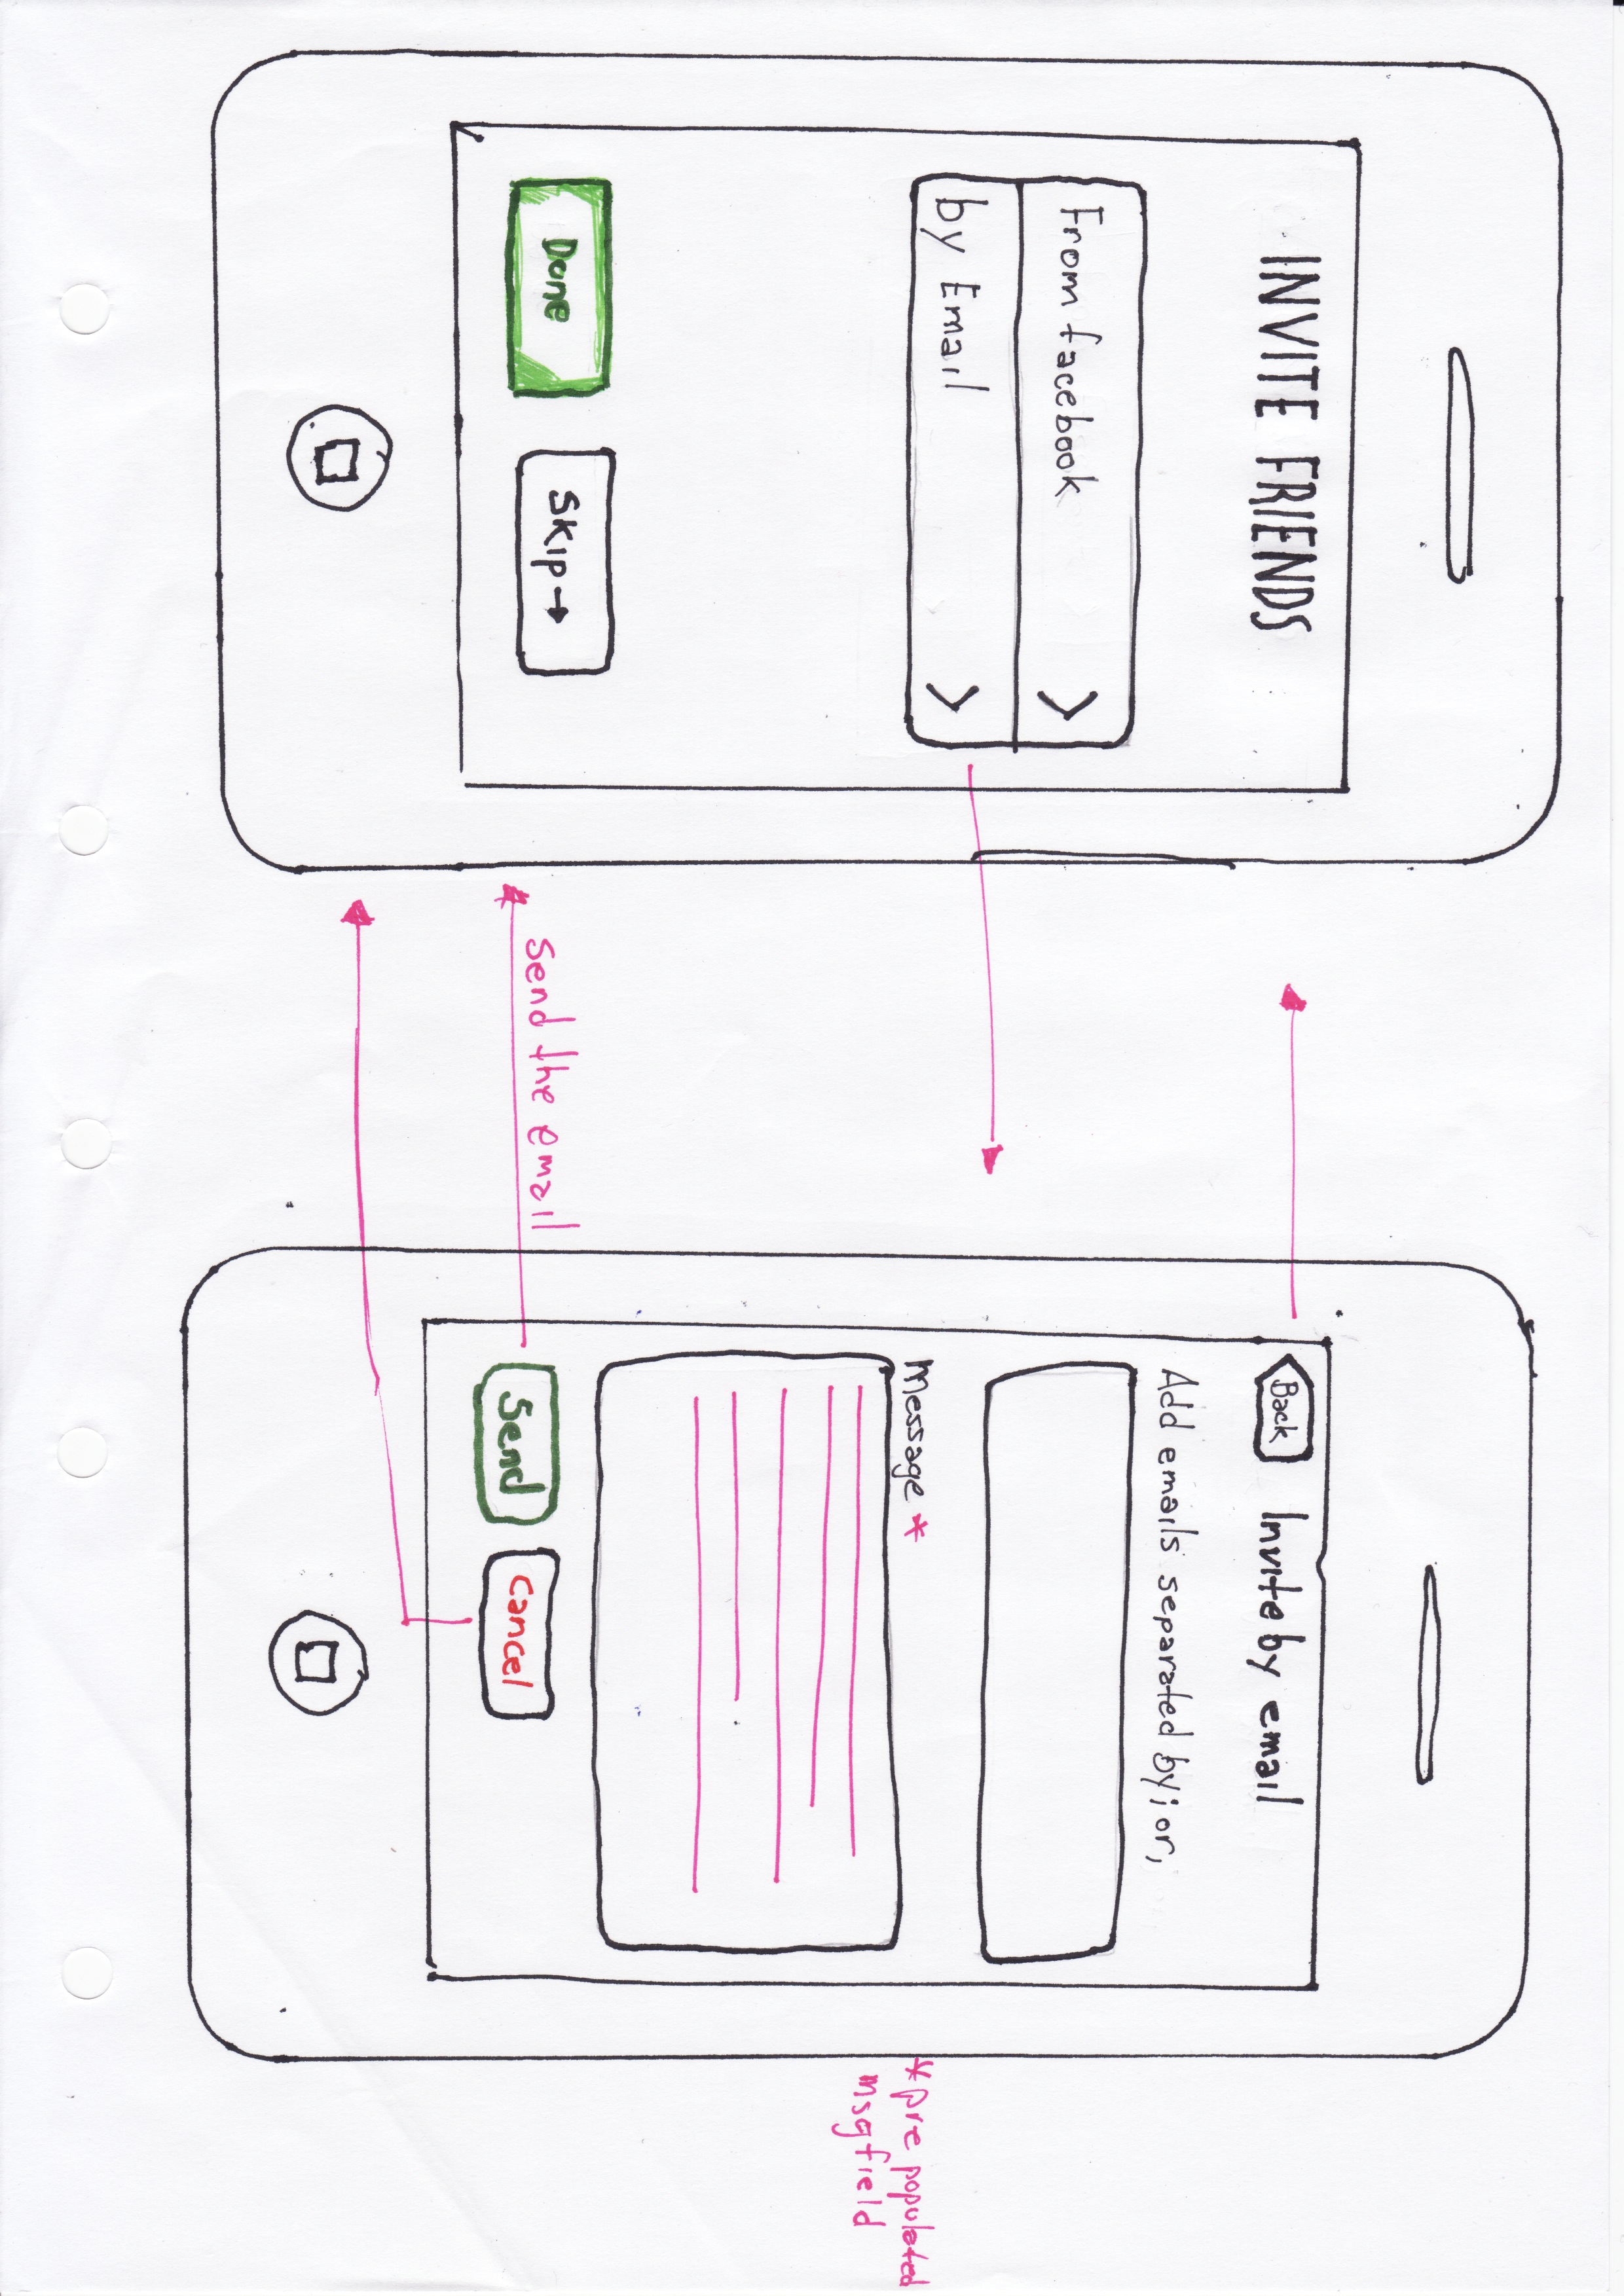 INVITE FRIENDS
From facebook
by Email
Done
Skip →
Send the email
Back
Invite by email
Add emails separated by ; or ,
Message *
Send
Cancel
* pre populated
msg field